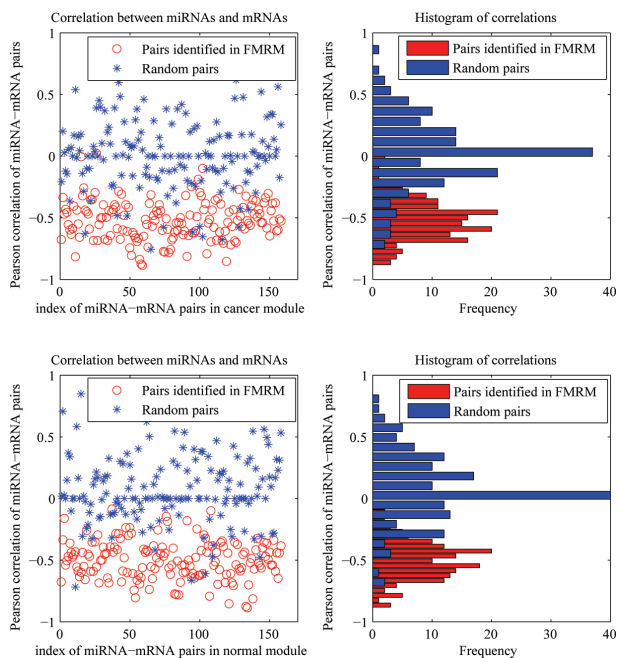 Correlation between miRNAs and mRNAs
Pearson correlation of miRNA−mRNA pairs
1
0.5
0
−0.5
−1
Pairs identified in FMRM
Random pairs
0 50 100 150
index of miRNA−mRNA pairs in cancer module
Histogram of correlations
Pearson correlation of miRNA−mRNA pairs
1
0.5
0
−0.5
−1
Pairs identified in FMRM
Random pairs
0 10 20 30 40
Frequency
Correlation between miRNAs and mRNAs
Pearson correlation of miRNA−mRNA pairs
1
0.5
0
−0.5
−1
Pairs identified in FMRM
Random pairs
0 50 100 150
index of miRNA−mRNA pairs in normal module
Histogram of correlations
Pearson correlation of miRNA−mRNA pairs
1
0.5
0
−0.5
−1
Pairs identified in FMRM
Random pairs
0 10 20 30 40
Frequency